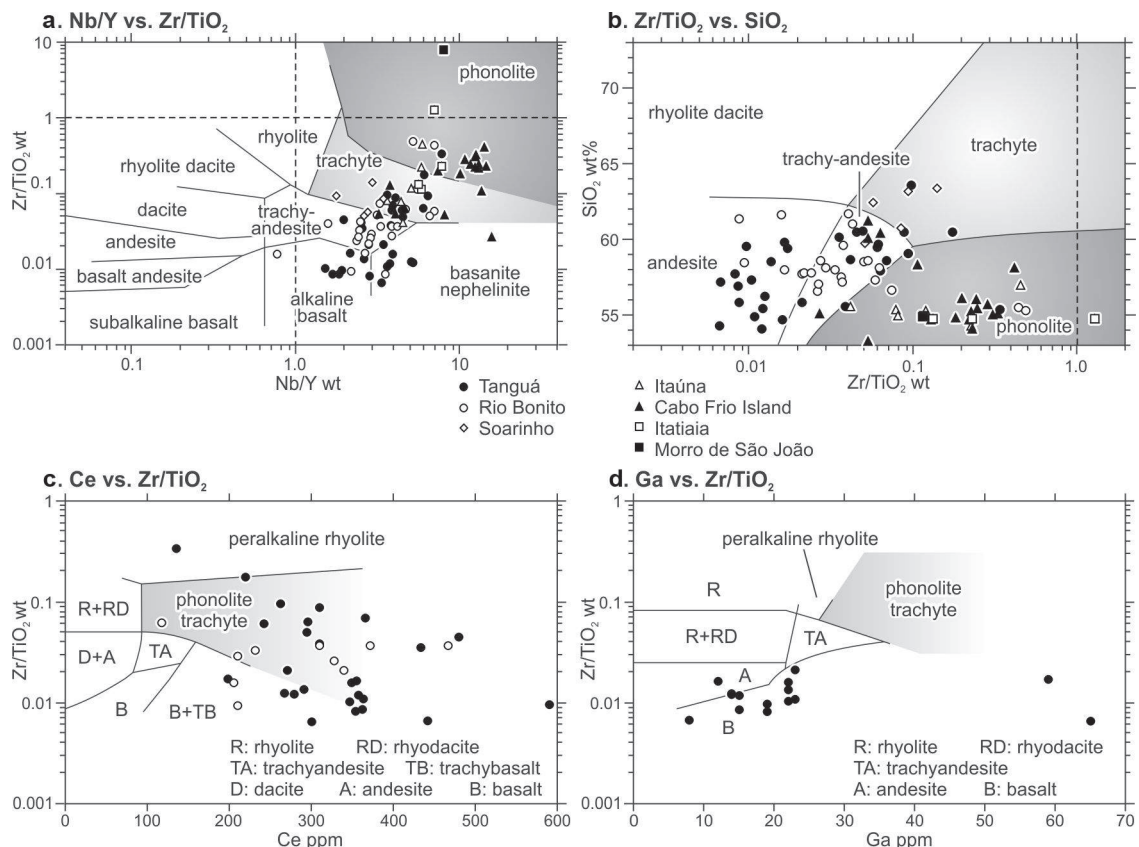 a. Nb/Y vs. Zr/TiO2
10
1
0.1
0.01
0.001
Zr/TiO2 wt
0.1
1.0
10
Nb/Y wt
phonolite
rhyolite
trachyte
rhyolite dacite
dacite
trachy-
andesite
andesite
basalt andesite
subalkaline basalt
alkaline
basalt
basanite
nephelinite
Tanguá
Rio Bonito
Soarinho
b. Zr/TiO2 vs. SiO2
70
65
60
55
SiO2 wt%
0.01
0.1
1.0
Zr/TiO2 wt
rhyolite dacite
trachy-andesite
trachyte
andesite
phonolite
Itaúna
Cabo Frio Island
Itatiaia
Morro de São João
c. Ce vs. Zr/TiO2
1
0.1
0.01
0.001
Zr/TiO2 wt
0
100
200
300
400
500
600
Ce ppm
peralkaline rhyolite
phonolite
trachyte
R+RD
D+A
TA
B
B+TB
R: rhyolite RD: rhyodacite
TA: trachyandesite TB: trachybasalt
D: dacite A: andesite B: basalt
d. Ga vs. Zr/TiO2
1
0.1
0.01
0.001
Zr/TiO2 wt
0
10
20
30
40
50
60
70
Ga ppm
peralkaline rhyolite
phonolite
trachyte
R
R+RD
TA
A
B
R: rhyolite RD: rhyodacite
TA: trachyandesite
A: andesite B: basalt